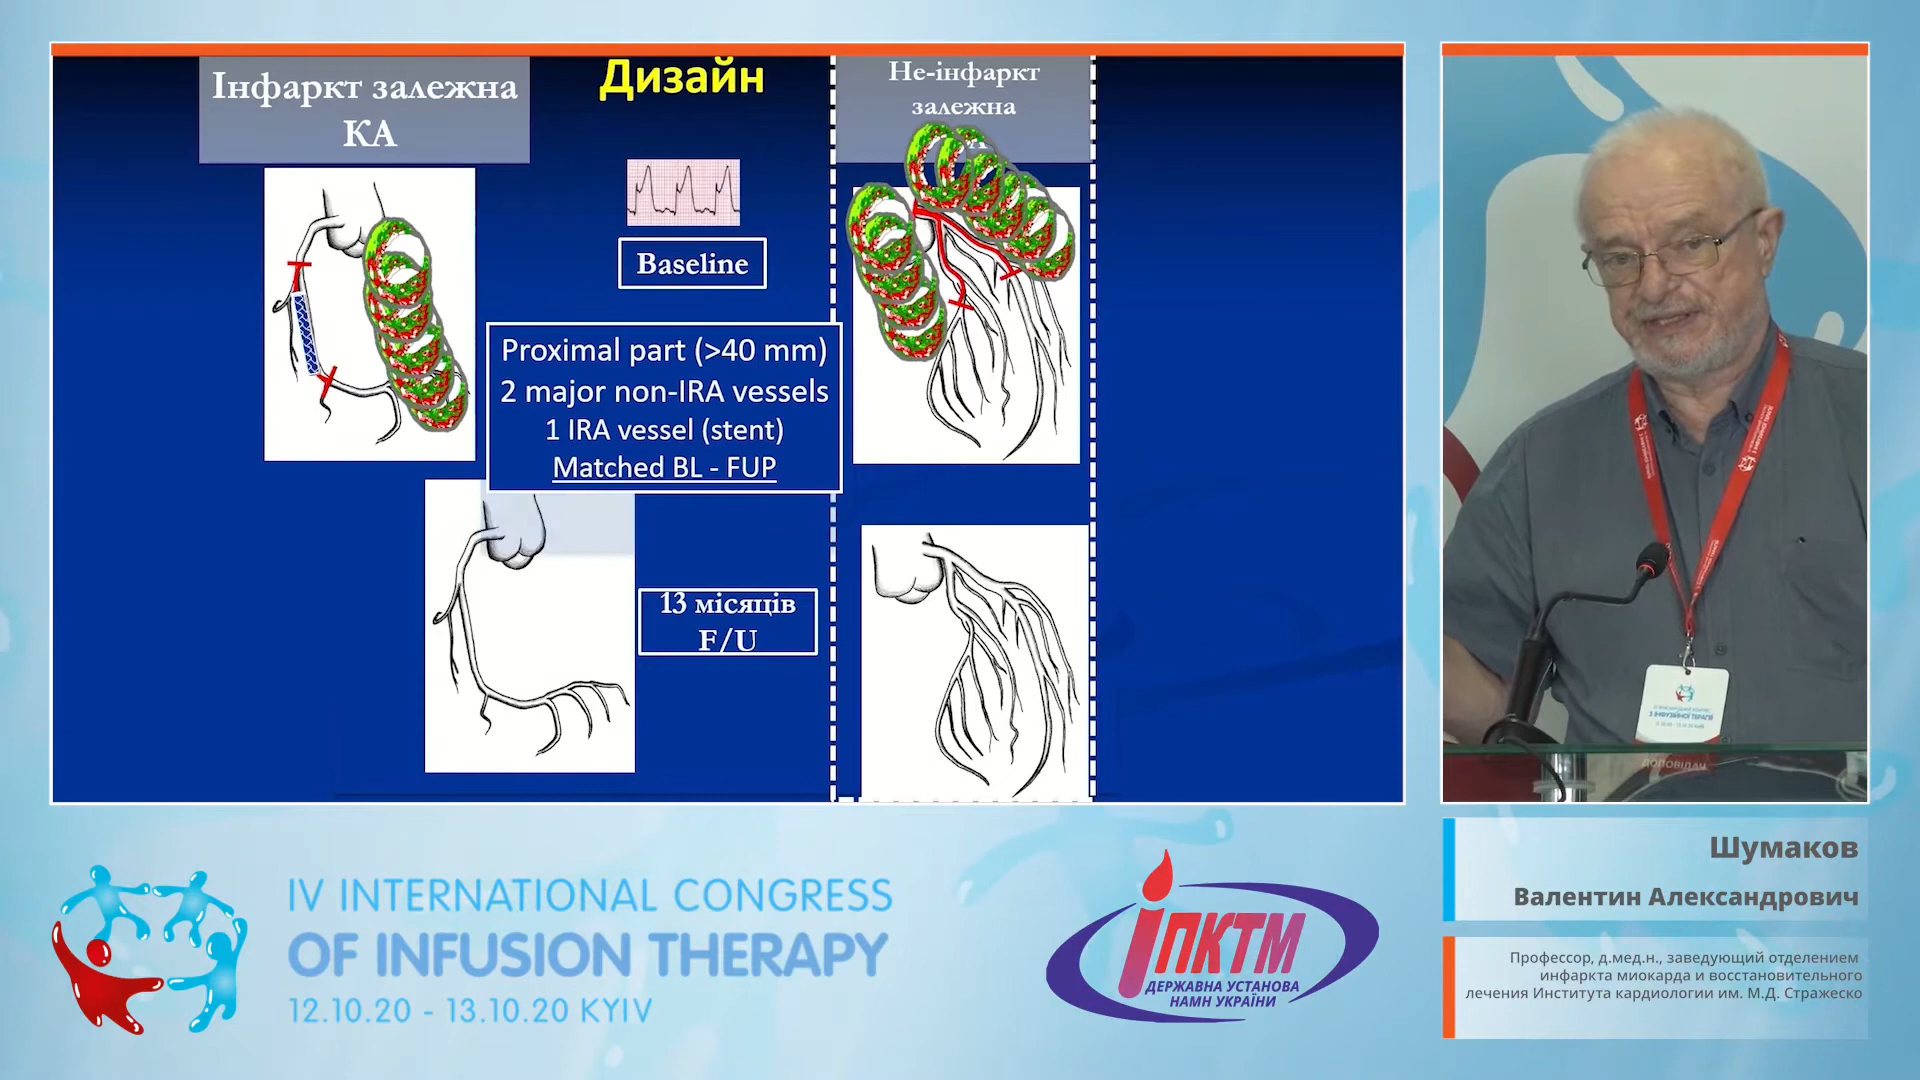 Інфаркт залежна
КА
Дизайн
Не-інфаркт
залежна
Baseline
Proximal part (>40 mm)
2 major non-IRA vessels
1 IRA vessel (stent)
Matched BL - FUP
13 місяців
F/U
З ІНФУЗІЙНОЇ ТЕРАПІЇ
ДОПОВІДАЧ
IV INTERNATIONAL CONGRESS
OF INFUSION THERAPY
12.10.20 - 13.10.20 KYIV
ІПКТМ
ДЕРЖАВНА УСТАНОВА
НАМН УКРАЇНИ
Шумаков
Валентин Александрович
Профессор, д.мед.н., заведующий отделением
инфаркта миокарда и восстановительного
лечения Института кардиологии им. М.Д. Стражеско